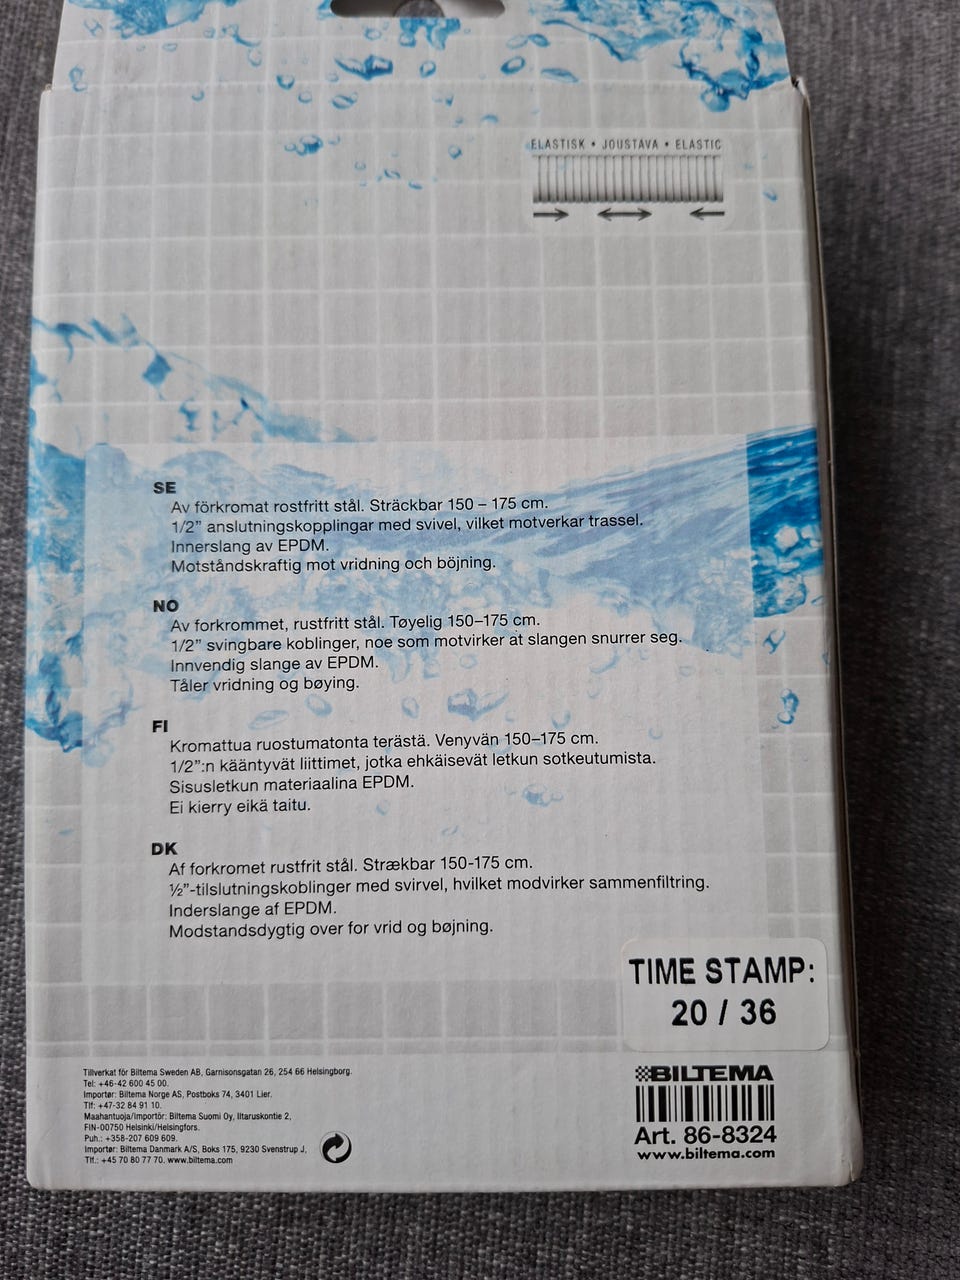 ELASTISK • JOUSTAVA • ELASTIC
SE
Av förkromat rostfritt stål. Sträckbar 150 – 175 cm.
1/2” anslutningskopplingar med svivel, vilket motverkar trassel.
Innerslang av EPDM.
Motståndskraftig mot vridning och böjning.
NO
Av forkrommet, rustfritt stål. Tøyelig 150–175 cm.
1/2” svingbare koblinger, noe som motvirker at slangen snurrer seg.
Innvendig slange av EPDM.
Tåler vridning og bøying.
FI
Kromattua ruostumatonta terästä. Venyvän 150–175 cm.
1/2”:n kääntyvät liittimet, jotka ehkäisevät letkun sotkeutumista.
Sisusletkun materiaalina EPDM.
Ei kierry eikä taitu.
DK
Af forkromet rustfrit stål. Strækbar 150-175 cm.
½”-tilslutningskoblinger med svirvel, hvilket modvirker sammenfiltring.
Inderslange af EPDM.
Modstandsdygtig over for vrid og bøjning.
TIME STAMP:
20 / 36
Tillverkat för Biltema Sweden AB, Garnisonsgatan 26, 254 66 Helsingborg.
Tel: +46-42 600 45 00.
Importør: Biltema Norge AS, Postboks 74, 3401 Lier.
Tlf: +47-32 84 91 10.
Maahantuoja/Importör: Biltema Suomi Oy, Iltaruskontie 2,
FIN-00750 Helsinki/Helsingfors.
Puh.: +358-207 609 609.
Importør: Biltema Danmark A/S, Boks 175, 9230 Svenstrup J,
Tlf.: +45 70 80 77 70. www.biltema.com
BILTEMA
Art. 86-8324
www.biltema.com